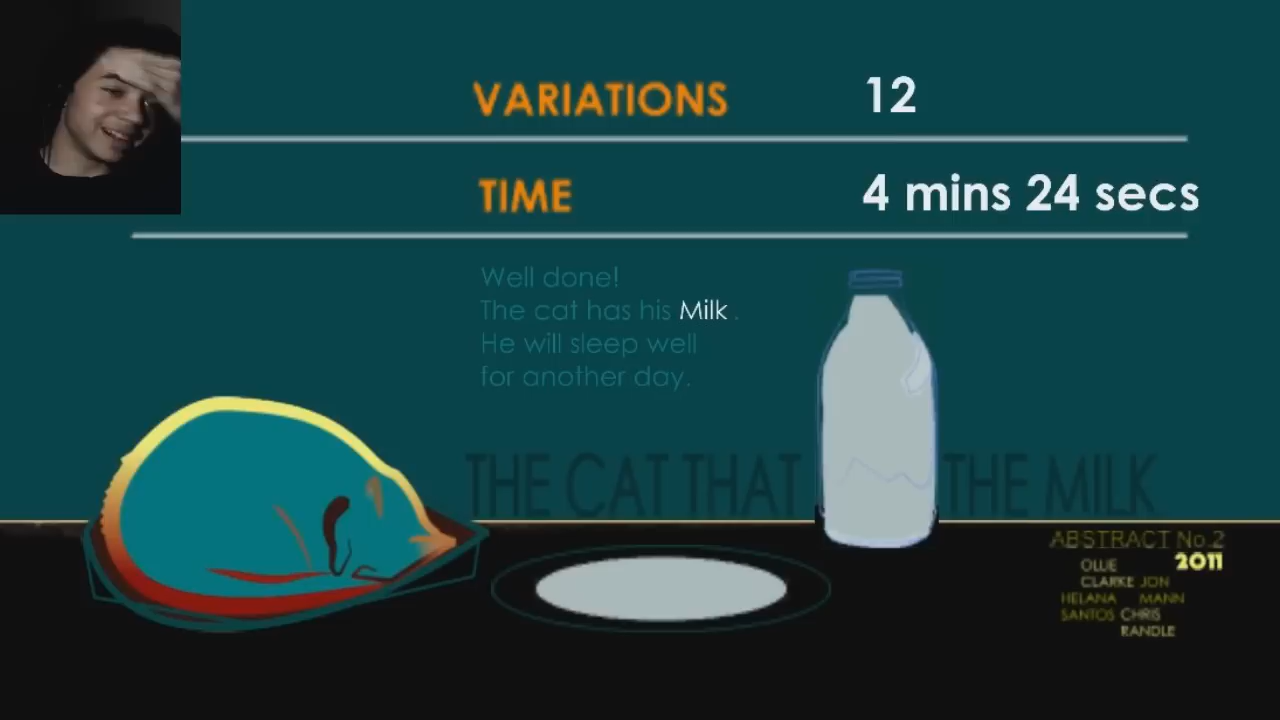 VARIATIONS 12
TIME 4 mins 24 secs
Well done!
The cat has his Milk .
He will sleep well
for another day.
THE CAT THAT THE MILK
ABSTRACT No.2
2011
OLLIE
CLARKE JON
HELANA MANN
SANTOS CHRIS
RANDLE